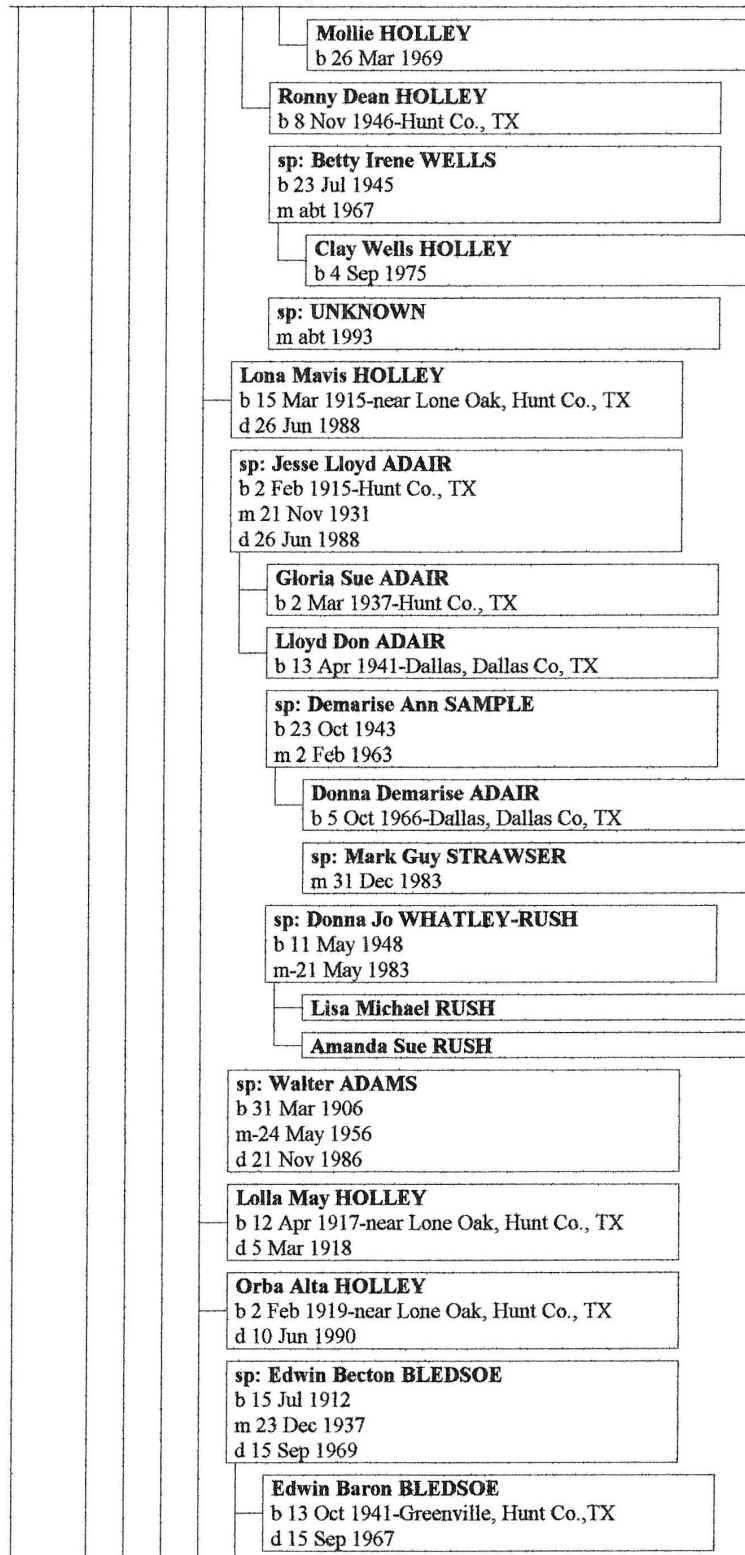 Mollie HOLLEY
b 26 Mar 1969
Ronny Dean HOLLEY
b 8 Nov 1946-Hunt Co., TX
sp: Betty Irene WELLS
b 23 Jul 1945
m abt 1967
Clay Wells HOLLEY
b 4 Sep 1975
sp: UNKNOWN
m abt 1993
Lona Mavis HOLLEY
b 15 Mar 1915-near Lone Oak, Hunt Co., TX
d 26 Jun 1988
sp: Jesse Lloyd ADAIR
b 2 Feb 1915-Hunt Co., TX
m 21 Nov 1931
d 26 Jun 1988
Gloria Sue ADAIR
b 2 Mar 1937-Hunt Co., TX
Lloyd Don ADAIR
b 13 Apr 1941-Dallas, Dallas Co, TX
sp: Demarise Ann SAMPLE
b 23 Oct 1943
m 2 Feb 1963
Donna Demarise ADAIR
b 5 Oct 1966-Dallas, Dallas Co, TX
sp: Mark Guy STRAWSER
m 31 Dec 1983
sp: Donna Jo WHATLEY-RUSH
b 11 May 1948
m-21 May 1983
Lisa Michael RUSH
Amanda Sue RUSH
sp: Walter ADAMS
b 31 Mar 1906
m-24 May 1956
d 21 Nov 1986
Lolla May HOLLEY
b 12 Apr 1917-near Lone Oak, Hunt Co., TX
d 5 Mar 1918
Orba Alta HOLLEY
b 2 Feb 1919-near Lone Oak, Hunt Co., TX
d 10 Jun 1990
sp: Edwin Becton BLEDSOE
b 15 Jul 1912
m 23 Dec 1937
d 15 Sep 1969
Edwin Baron BLEDSOE
b 13 Oct 1941-Greenville, Hunt Co.,TX
d 15 Sep 1967